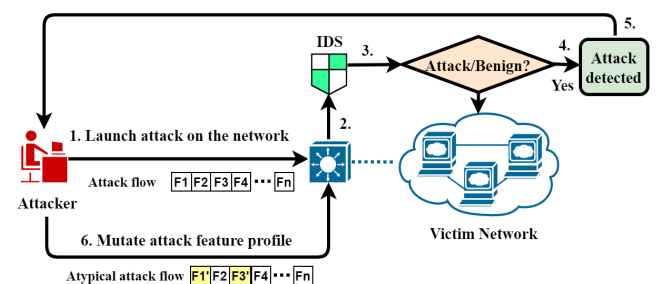 5.
IDS
3.
4.
Attack/Benign?
Attack
detected
Yes
1. Launch attack on the network
2.
Attack flow F1 F2 F3 F4 ··· Fn
Attacker
Victim Network
6. Mutate attack feature profile
Atypical attack flow F1' F2 F3' F4 ··· Fn